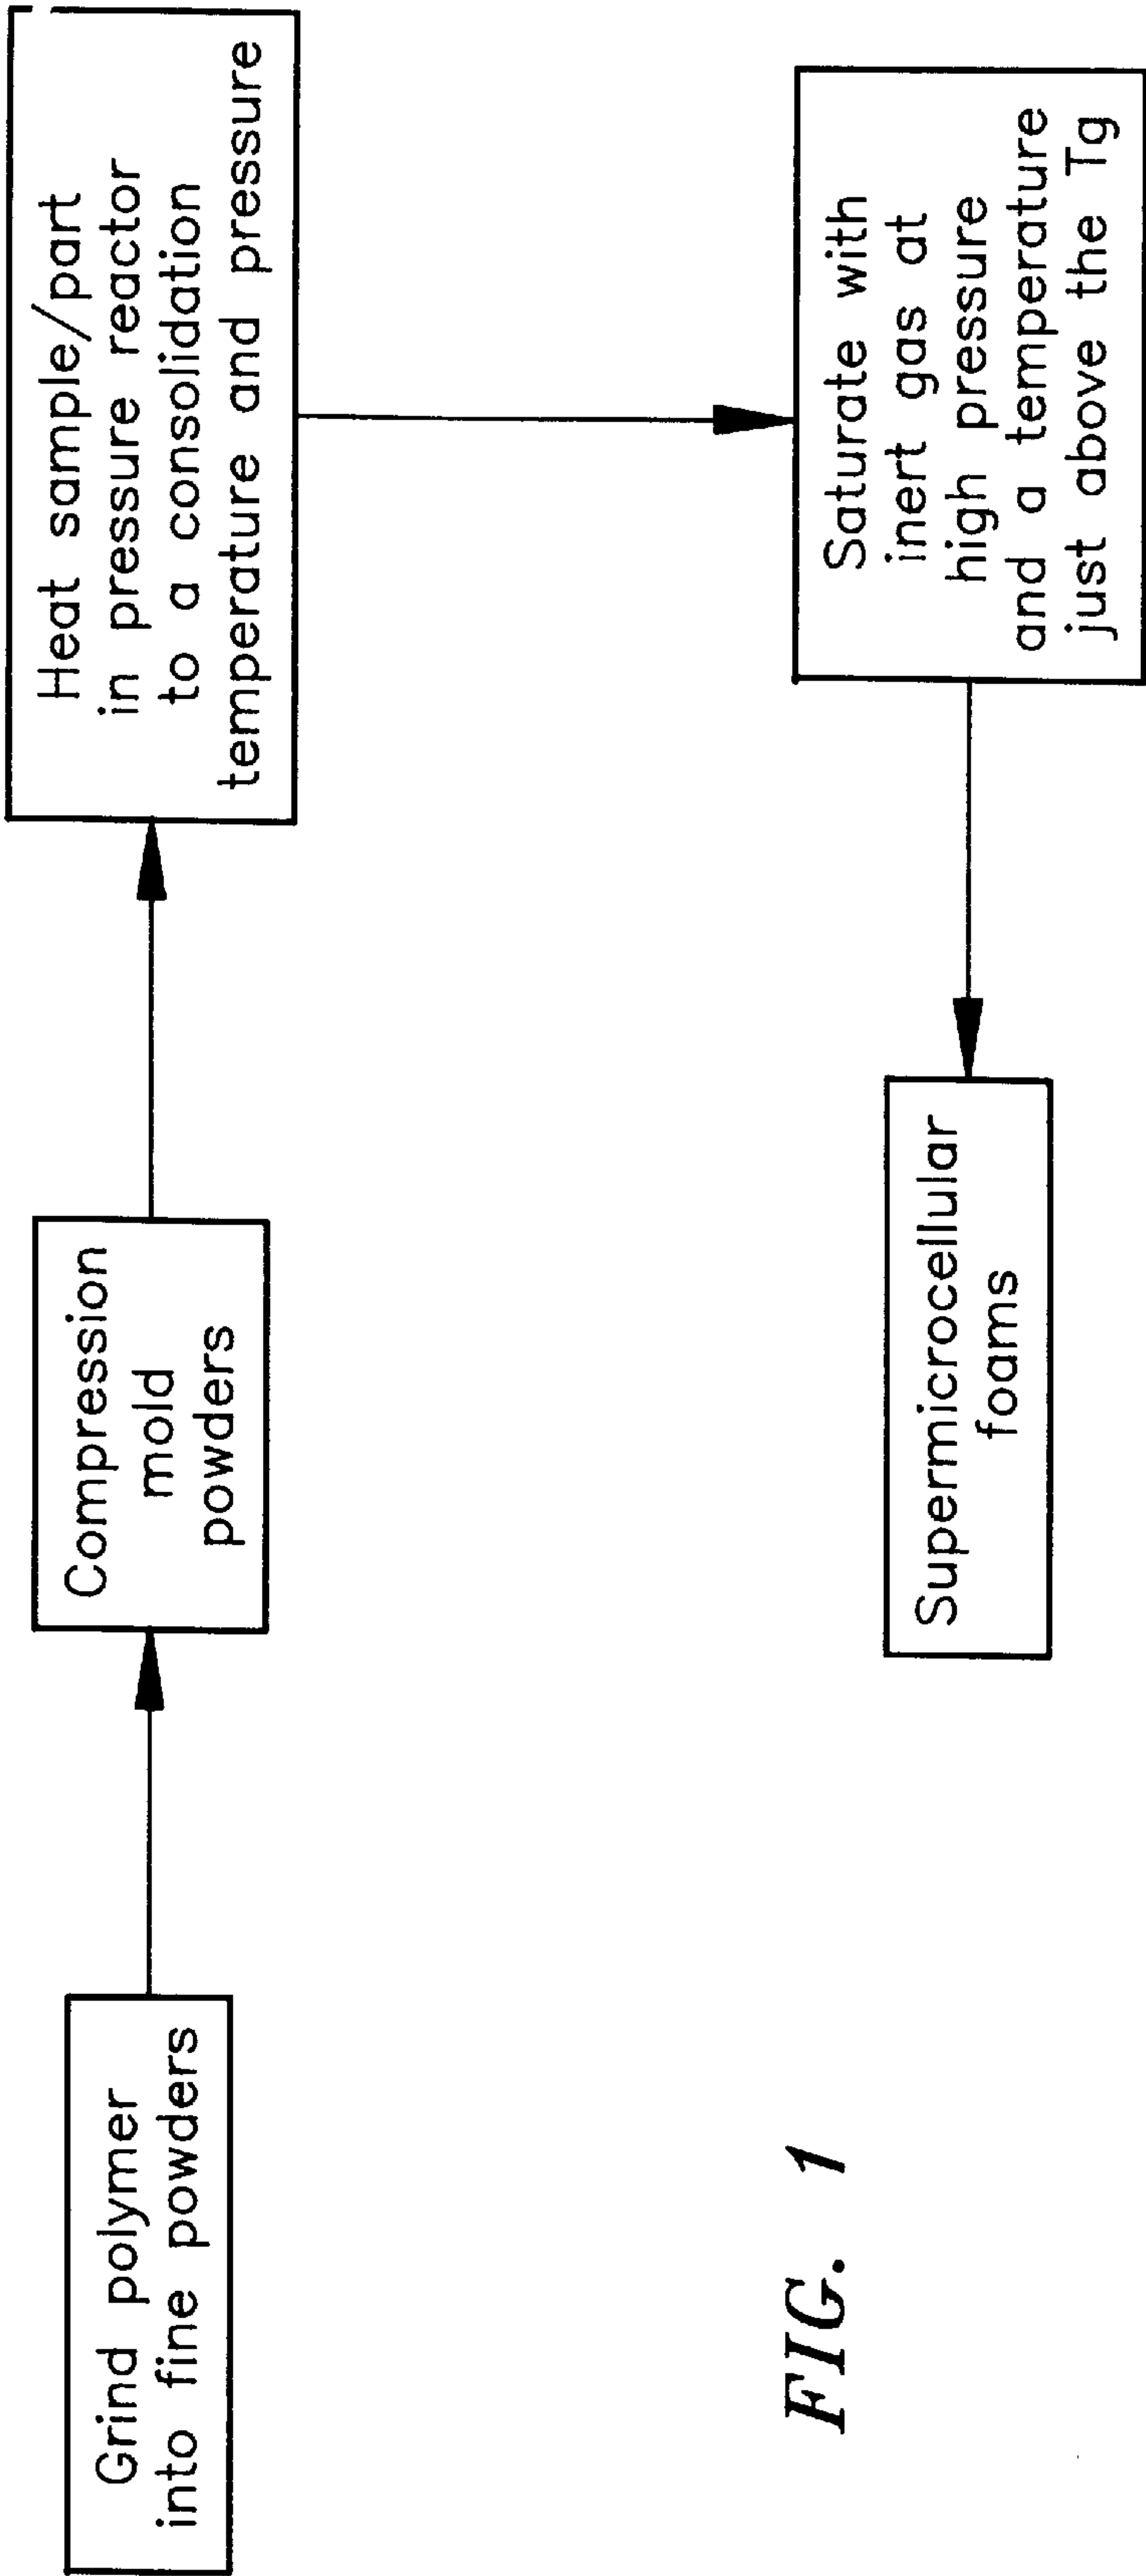 Grind polymer
into fine powders
Compression
mold
powders
Heat sample/part
in pressure reactor
to a consolidation
temperature and pressure
Saturate with
inert gas at
high pressure
and a temperature
just above the Tg
Supermicrocellular
foams
FIG. 1